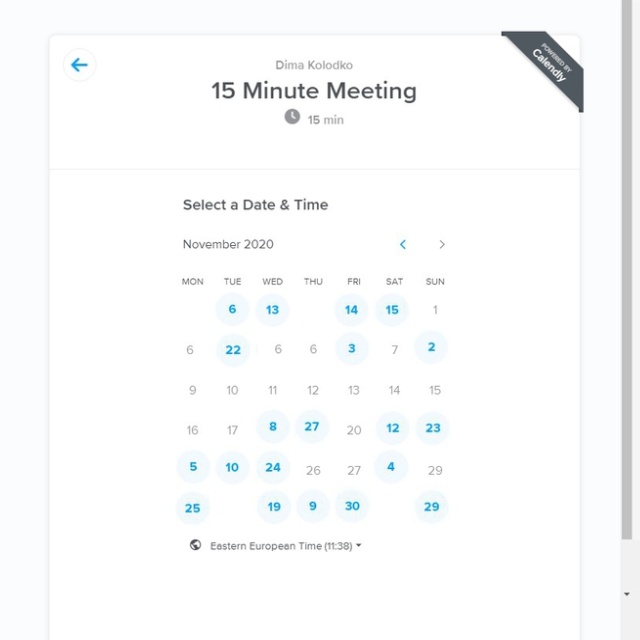 POWERED BY
Calendly
Dima Kolodko
15 Minute Meeting
15 min
Select a Date & Time
November 2020
MON TUE WED THU FRI SAT SUN
6 13 14 15 1
6 22 6 6 3 7 2
9 10 11 12 13 14 15
16 17 8 27 20 12 23
5 10 24 26 27 4 29
25 19 9 30 29
Eastern European Time (11:38)